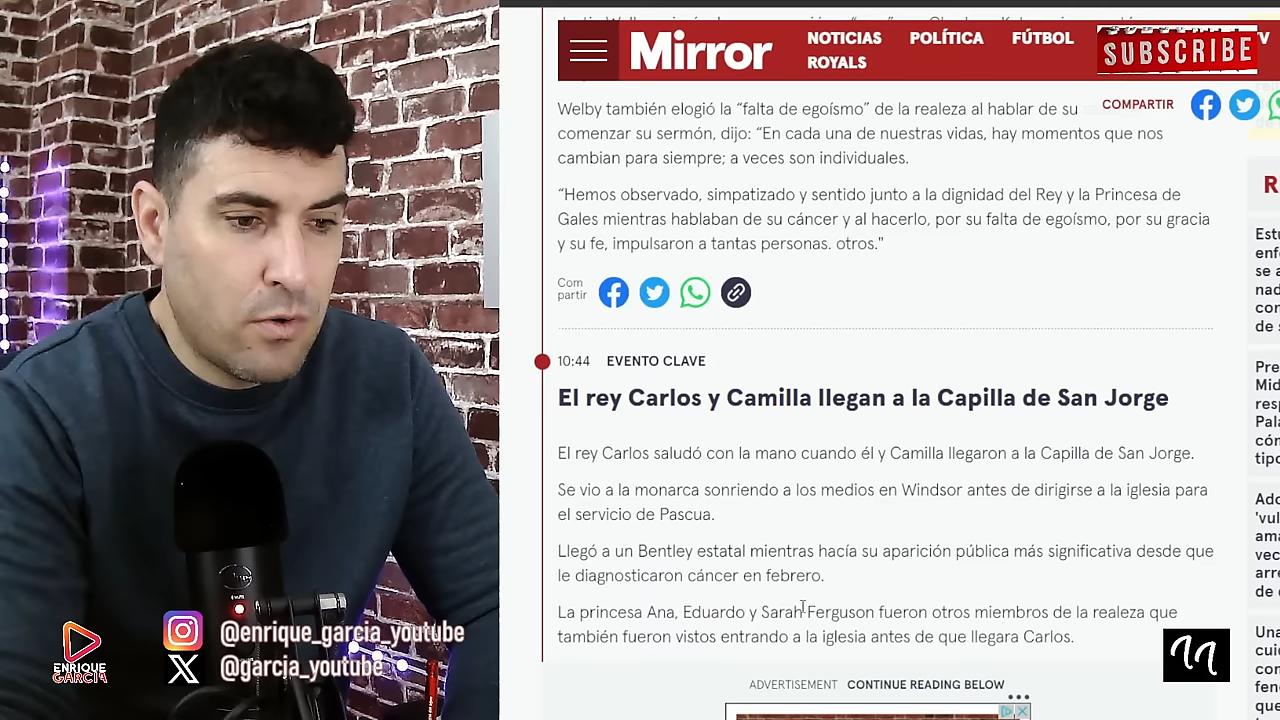 Mirror
NOTICIAS POLÍTICA FÚTBOL
ROYALS
SUBSCRIBE
COMPARTIR
Welby también elogió la “falta de egoísmo” de la realeza al hablar de su
comenzar su sermón, dijo: “En cada una de nuestras vidas, hay momentos que nos
cambian para siempre; a veces son individuales.
“Hemos observado, simpatizado y sentido junto a la dignidad del Rey y la Princesa de
Gales mientras hablaban de su cáncer y al hacerlo, por su falta de egoísmo, por su gracia
y su fe, impulsaron a tantas personas. otros."
Com
partir
10:44 EVENTO CLAVE
El rey Carlos y Camilla llegan a la Capilla de San Jorge
El rey Carlos saludó con la mano cuando él y Camilla llegaron a la Capilla de San Jorge.
Se vio a la monarca sonriendo a los medios en Windsor antes de dirigirse a la iglesia para
el servicio de Pascua.
Llegó a un Bentley estatal mientras hacía su aparición pública más significativa desde que
le diagnosticaron cáncer en febrero.
La princesa Ana, Eduardo y Sarah Ferguson fueron otros miembros de la realeza que
también fueron vistos entrando a la iglesia antes de que llegara Carlos.
ADVERTISEMENT CONTINUE READING BELOW
ENRIQUE
GARCIA
@enrique_garcia_youtube
@garcia_youtube